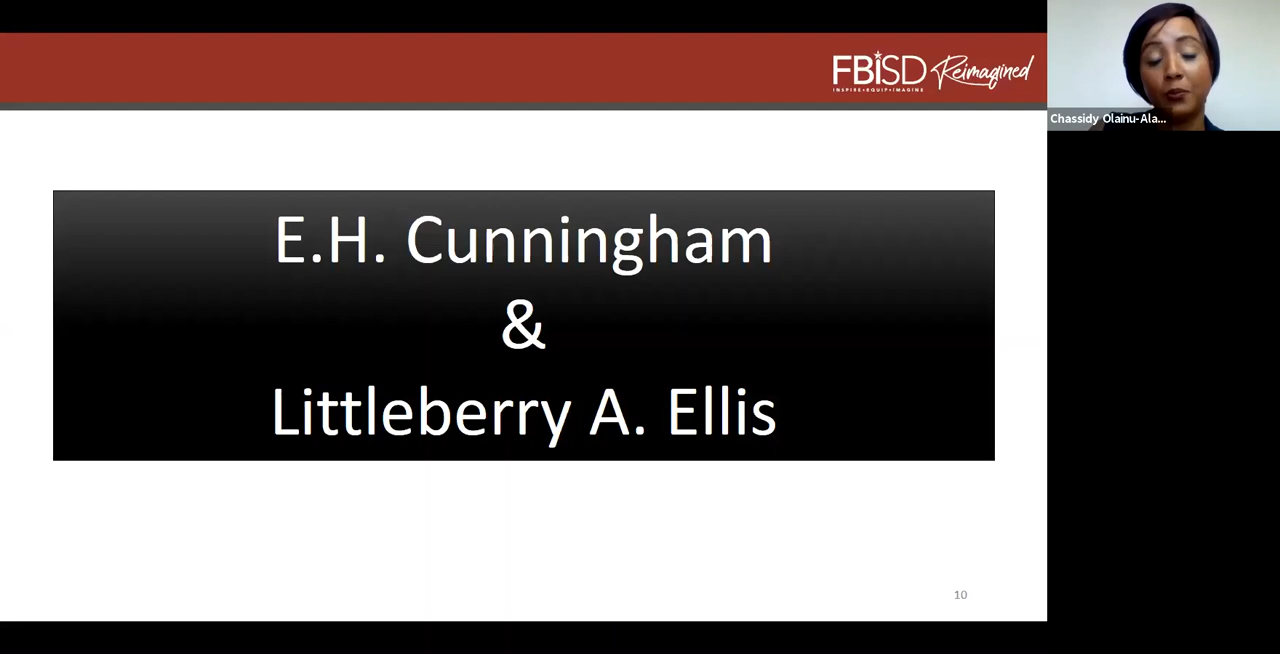 FBISD Reimagined
INSPIRE•EQUIP•IMAGINE
Chassidy Olainu-Ala...
E.H. Cunningham
&
Littleberry A. Ellis
10